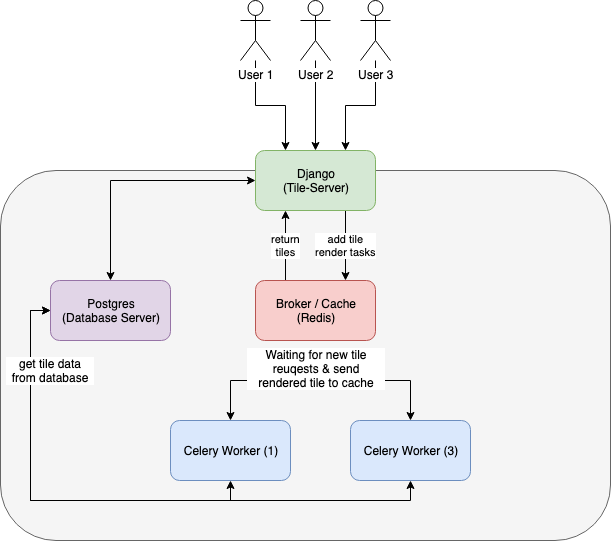 User 1
User 2
User 3
Django
(Tile-Server)
return
tiles
add tile
render tasks
Postgres
(Database Server)
Broker / Cache
(Redis)
get tile data
from database
Waiting for new tile
reuqests & send
rendered tile to cache
Celery Worker (1)
Celery Worker (3)